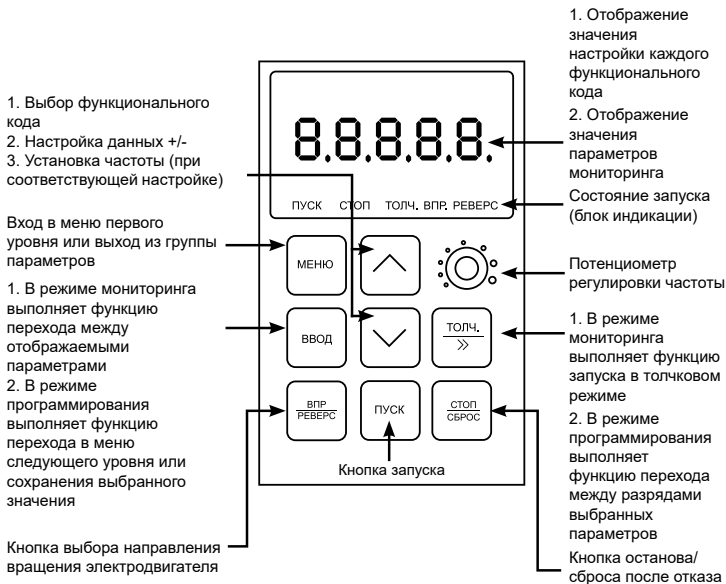 1. Выбор функционального
кода
2. Настройка данных +/-
3. Установка частоты (при
соответствующей настройке)
Вход в меню первого
уровня или выход из группы
параметров
1. В режиме мониторинга
выполняет функцию
перехода между
отображаемыми
параметрами
2. В режиме
программирования
выполняет функцию
перехода в меню
следующего уровня или
сохранения выбранного
значения
Кнопка выбора направления
вращения электродвигателя
8.8.8.8.8.
ПУСК СТОП ТОЛЧ. ВПР. РЕВЕРС
МЕНЮ
ВВОД
ТОЛЧ.
>>
ВПР
РЕВЕРС
ПУСК
СТОП
СБРОС
Кнопка запуска
1. Отображение
значения
настройки каждого
функционального
кода
2. Отображение
значения
параметров
мониторинга
Состояние запуска
(блок индикации)
Потенциометр
регулировки частоты
1. В режиме
мониторинга
выполняет функцию
запуска в толчковом
режиме
2. В режиме
программирования
выполняет
функцию перехода
между разрядами
выбранных
параметров
Кнопка останова/
сброса после отказа